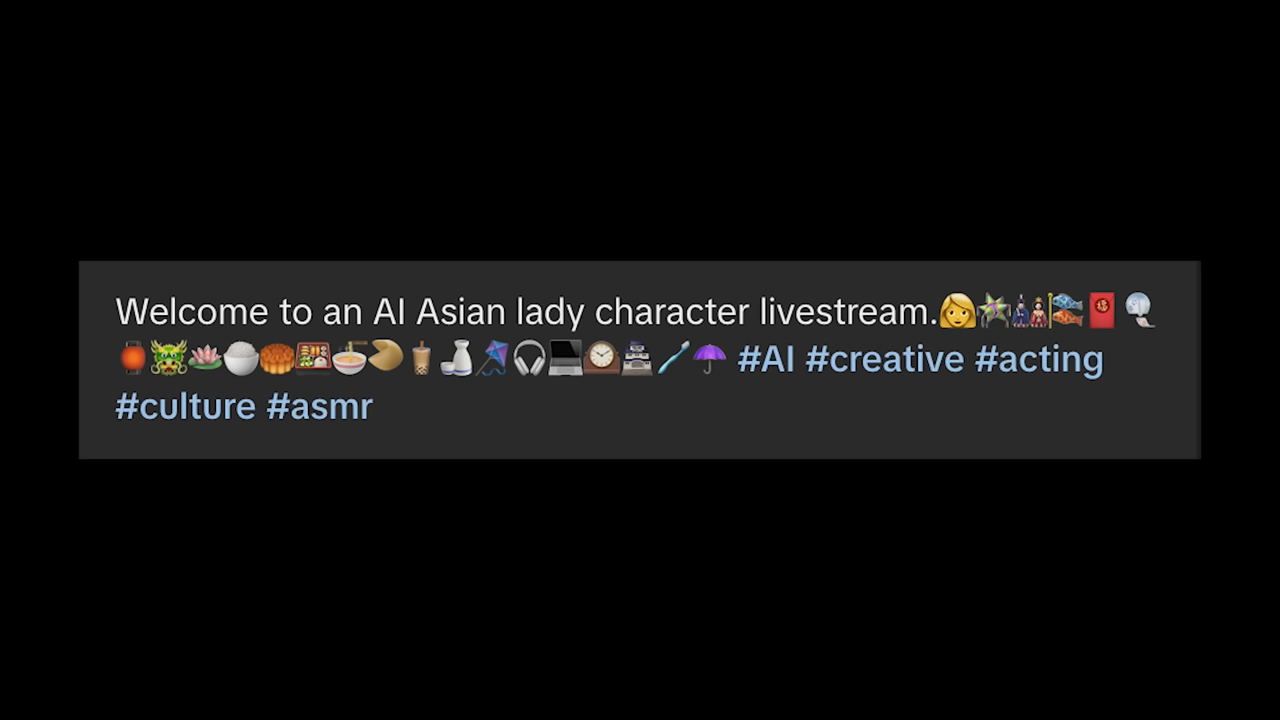 Welcome to an AI Asian lady character livestream.👩🪅🎎🎏🧧🎐
🏮🐲🪷🍚🥮🍱🍜🥠🧋🍶🪁🎧💻🕰️🏯🪥☂️ #AI #creative #acting
#culture #asmr